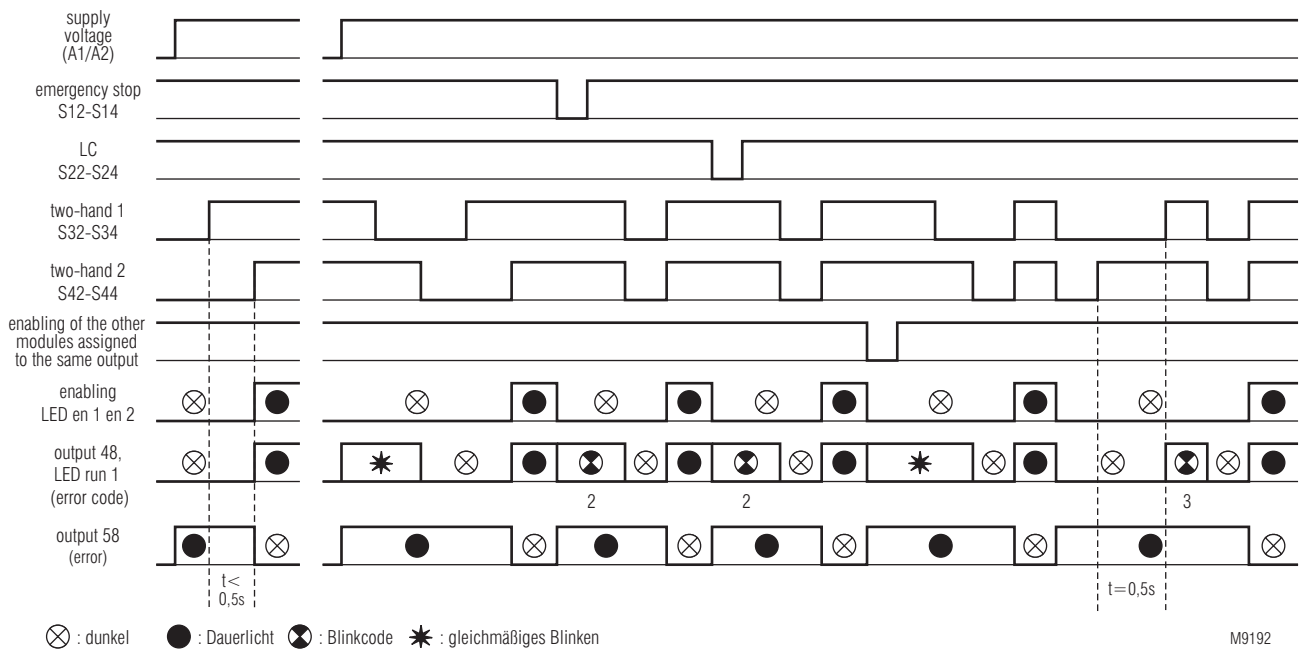 supply
voltage
(A1/A2)
emergency stop
S12-S14
LC
S22-S24
two-hand 1
S32-S34
two-hand 2
S42-S44
enabling of the other
modules assigned
to the same output
enabling
LED en 1 en 2
output 48,
LED run 1
(error code)
2
2
3
output 58
(error)
t<
0,5s
t=0,5s
: dunkel
: Dauerlicht
: Blinkcode
: gleichmäßiges Blinken
M9192